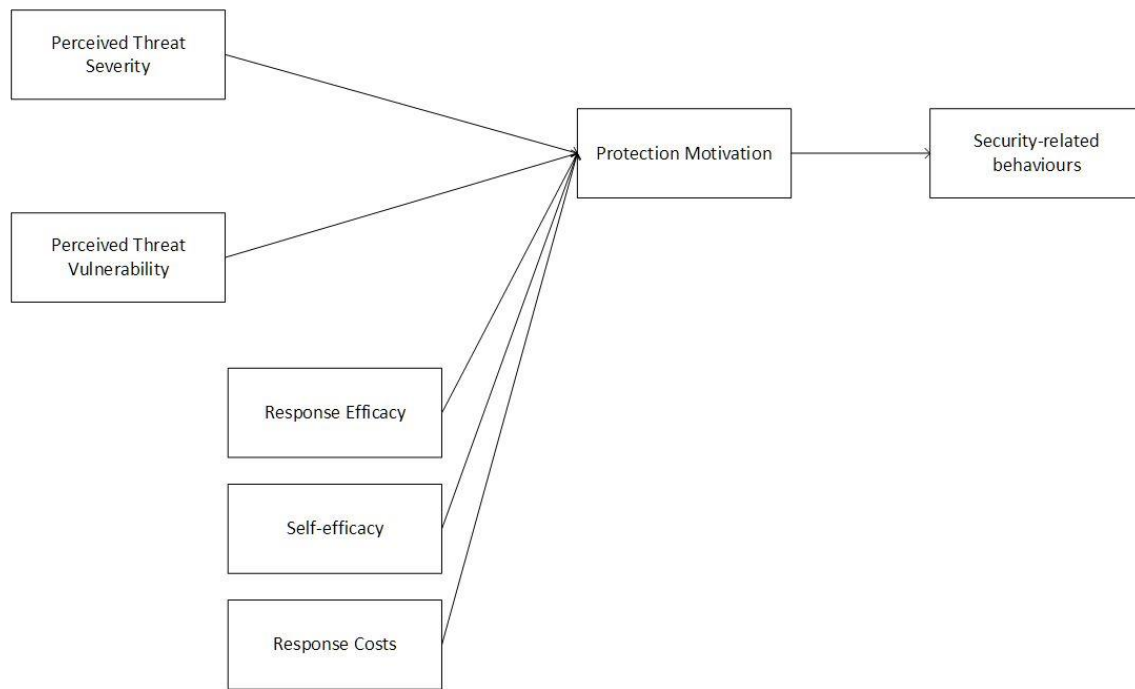 Perceived Threat
Severity
Protection Motivation
Security-related
behaviours
Perceived Threat
Vulnerability
Response Efficacy
Self-efficacy
Response Costs